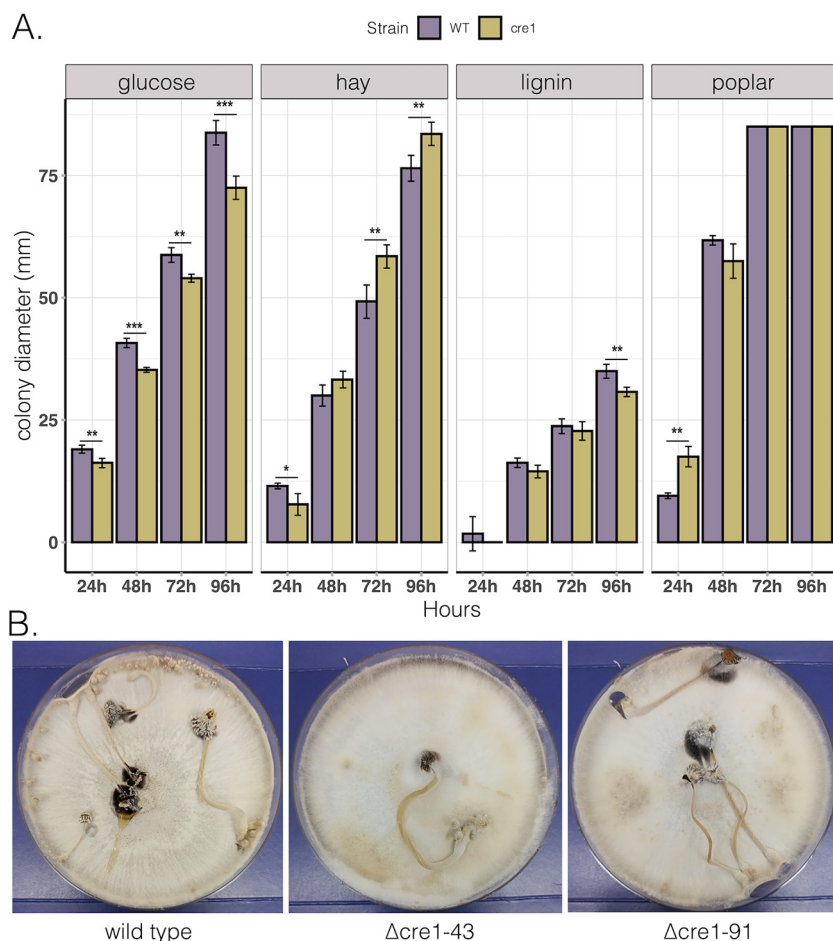 A.
Strain WT cre1
glucose hay lignin poplar
*** ** ** *** ** * ** ** ** **
colony diameter (mm)
75
50
25
0
24h 48h 72h 96h 24h 48h 72h 96h 24h 48h 72h 96h 24h 48h 72h 96h
Hours
B.
wild type Δcre1-43 Δcre1-91